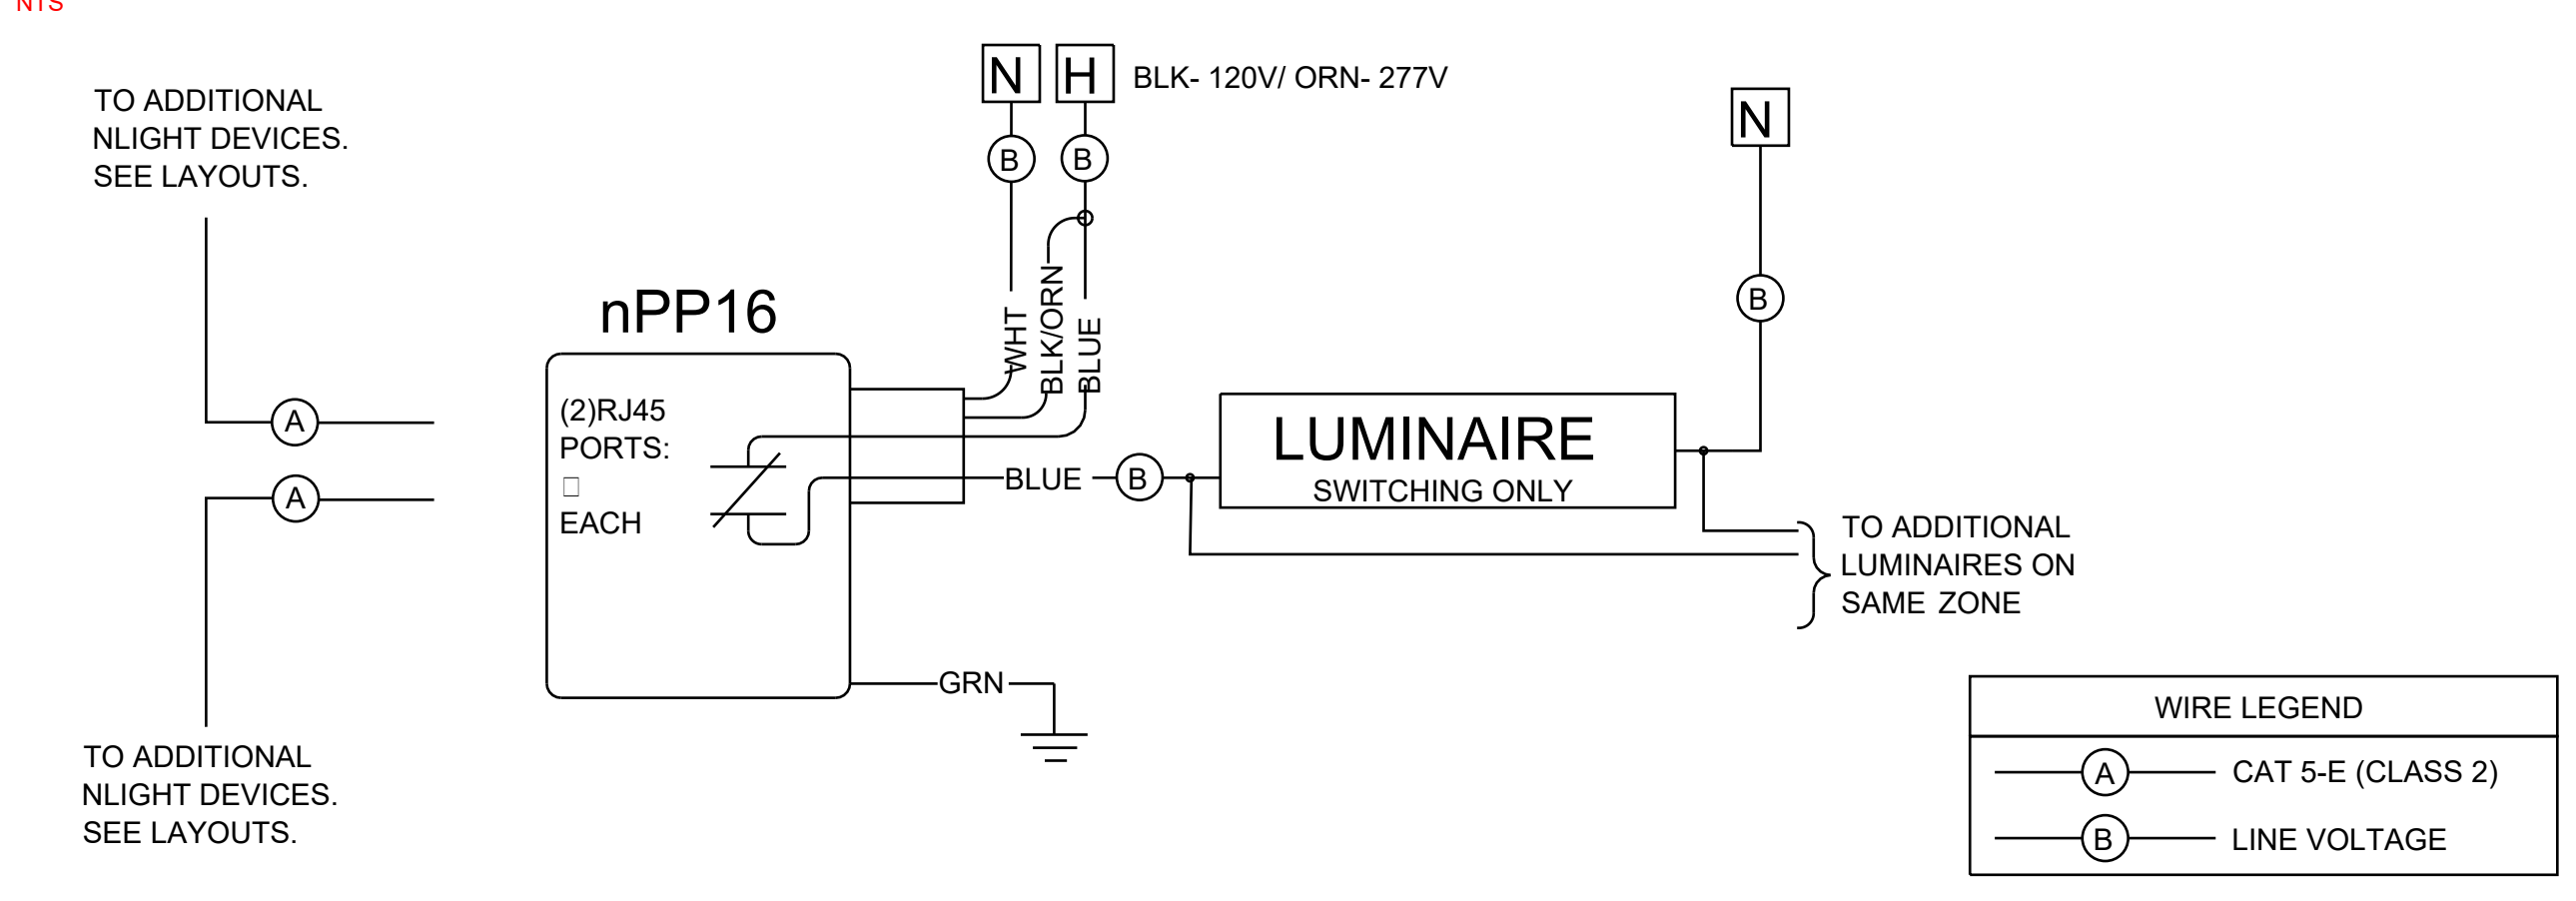 NTS
TO ADDITIONAL
NLIGHT DEVICES.
SEE LAYOUTS.
N
H
BLK- 120V/ ORN- 277V
N
B
B
B
WHT
BLK/ORN
BLUE
nPP16
A
A
(2)RJ45
PORTS:
EACH
BLUE
B
LUMINAIRE
SWITCHING ONLY
TO ADDITIONAL
LUMINAIRES ON
SAME ZONE
GRN
TO ADDITIONAL
NLIGHT DEVICES.
SEE LAYOUTS.
WIRE LEGEND
A CAT 5-E (CLASS 2)
B LINE VOLTAGE